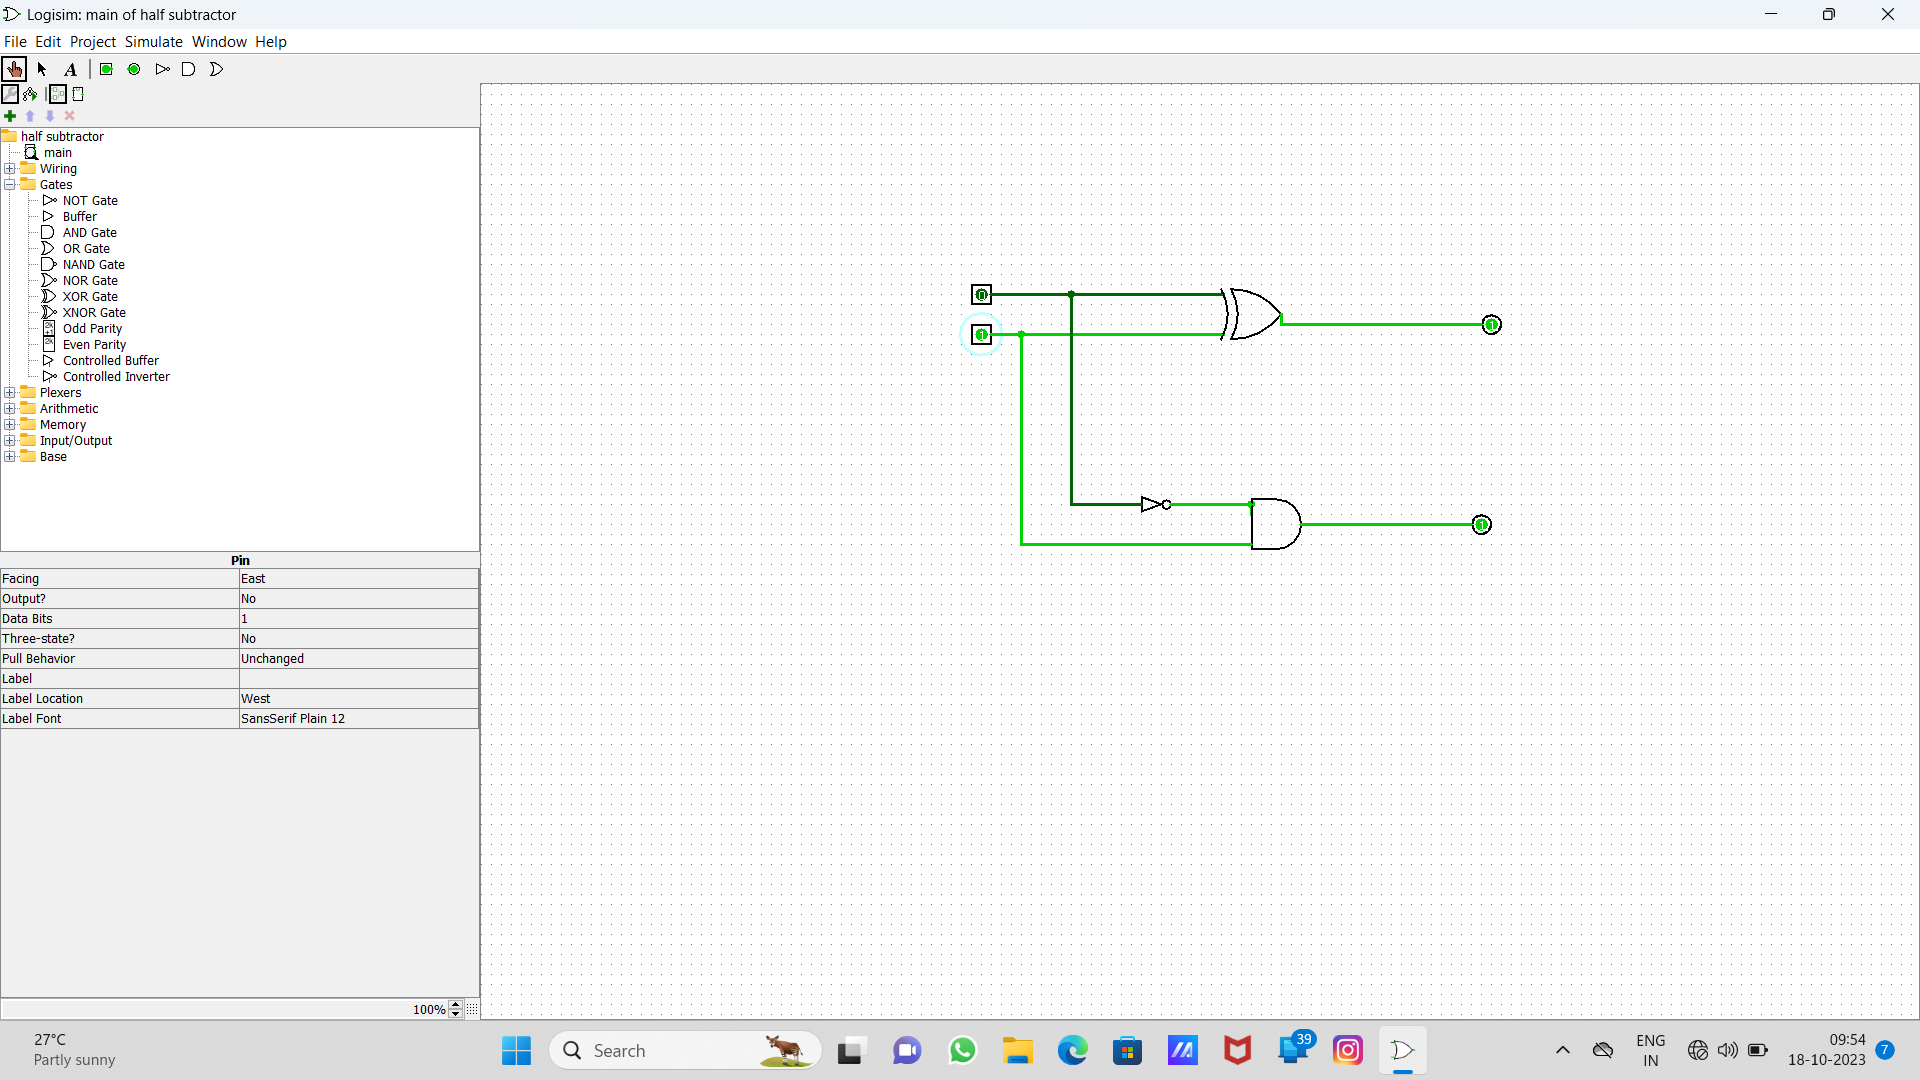 Logisim: main of half subtractor
File Edit Project Simulate Window Help
A
half subtractor
main
Wiring
Gates
NOT Gate
Buffer
AND Gate
OR Gate
NAND Gate
NOR Gate
XOR Gate
XNOR Gate
Odd Parity
Even Parity
Controlled Buffer
Controlled Inverter
Plexers
Arithmetic
Memory
Input/Output
Base
Pin
Facing East
Output? No
Data Bits 1
Three-state? No
Pull Behavior Unchanged
Label
Label Location West
Label Font SansSerif Plain 12
100%
0
1
1
1
27°C
Partly sunny
Search
39
ENG
IN
09:54
18-10-2023
7